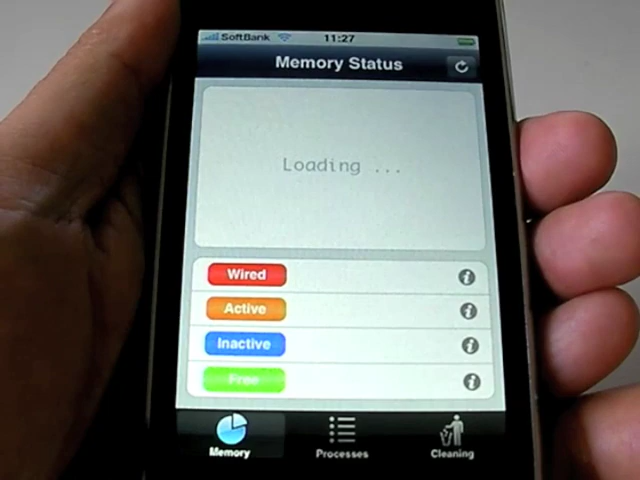 SoftBank 11:27
Memory Status
Loading ...
Wired
Active
Inactive
Free
Memory Processes Cleaning